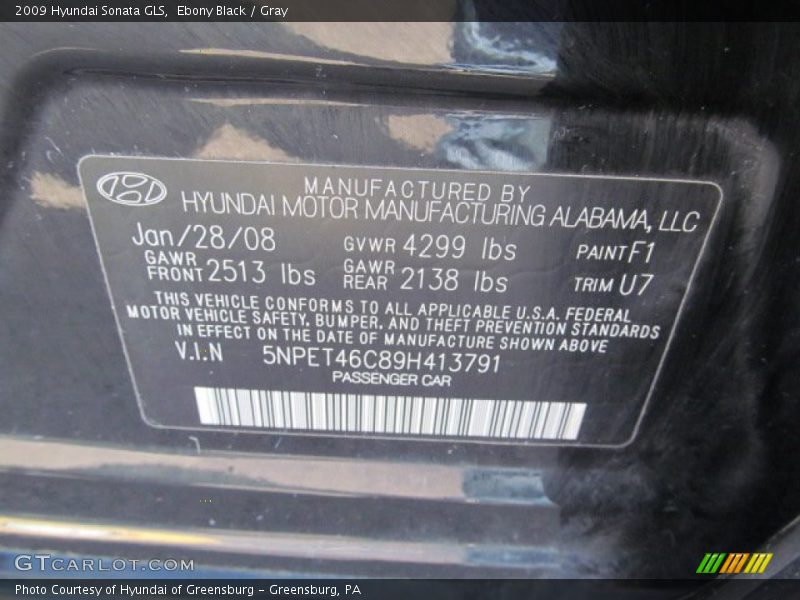 2009 Hyundai Sonata GLS, Ebony Black / Gray
MANUFACTURED BY
HYUNDAI MOTOR MANUFACTURING ALABAMA, LLC
Jan/28/08 GVWR 4299 lbs PAINT F1
GAWR FRONT 2513 lbs GAWR REAR 2138 lbs TRIM U7
THIS VEHICLE CONFORMS TO ALL APPLICABLE U.S.A. FEDERAL
MOTOR VEHICLE SAFETY, BUMPER, AND THEFT PREVENTION STANDARDS
IN EFFECT ON THE DATE OF MANUFACTURE SHOWN ABOVE
V.I.N 5NPET46C89H413791
PASSENGER CAR
GTCARLOT.COM
Photo Courtesy of Hyundai of Greensburg - Greensburg, PA